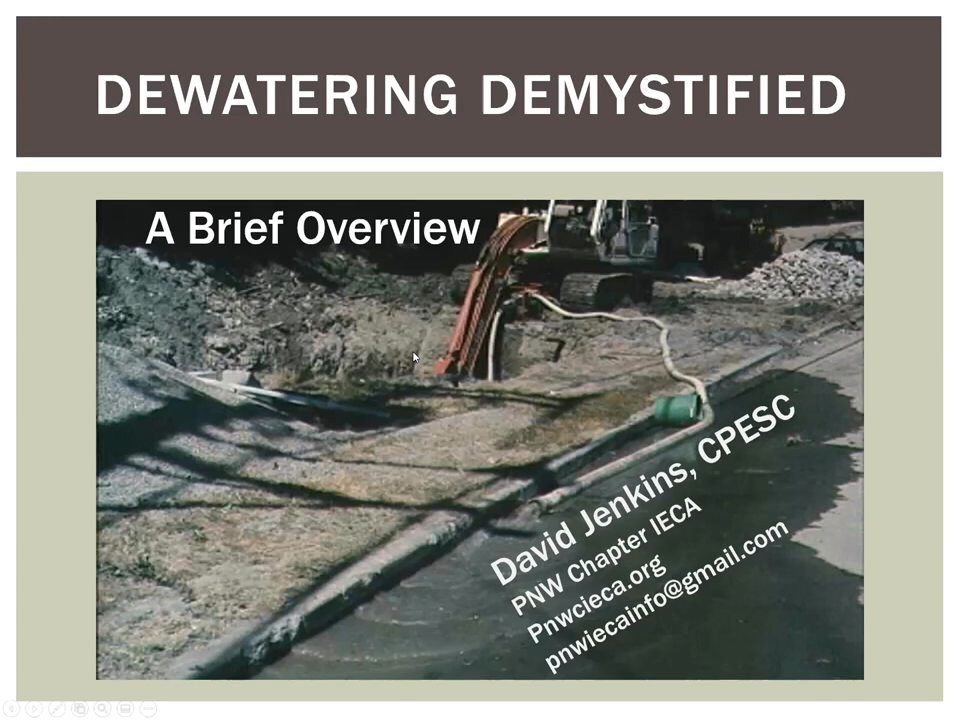 DEWATERING DEMYSTIFIED
A Brief Overview
David Jenkins, CPESC
PNW Chapter IECA
Pnwcieca.org
pnwiecainfo@gmail.com